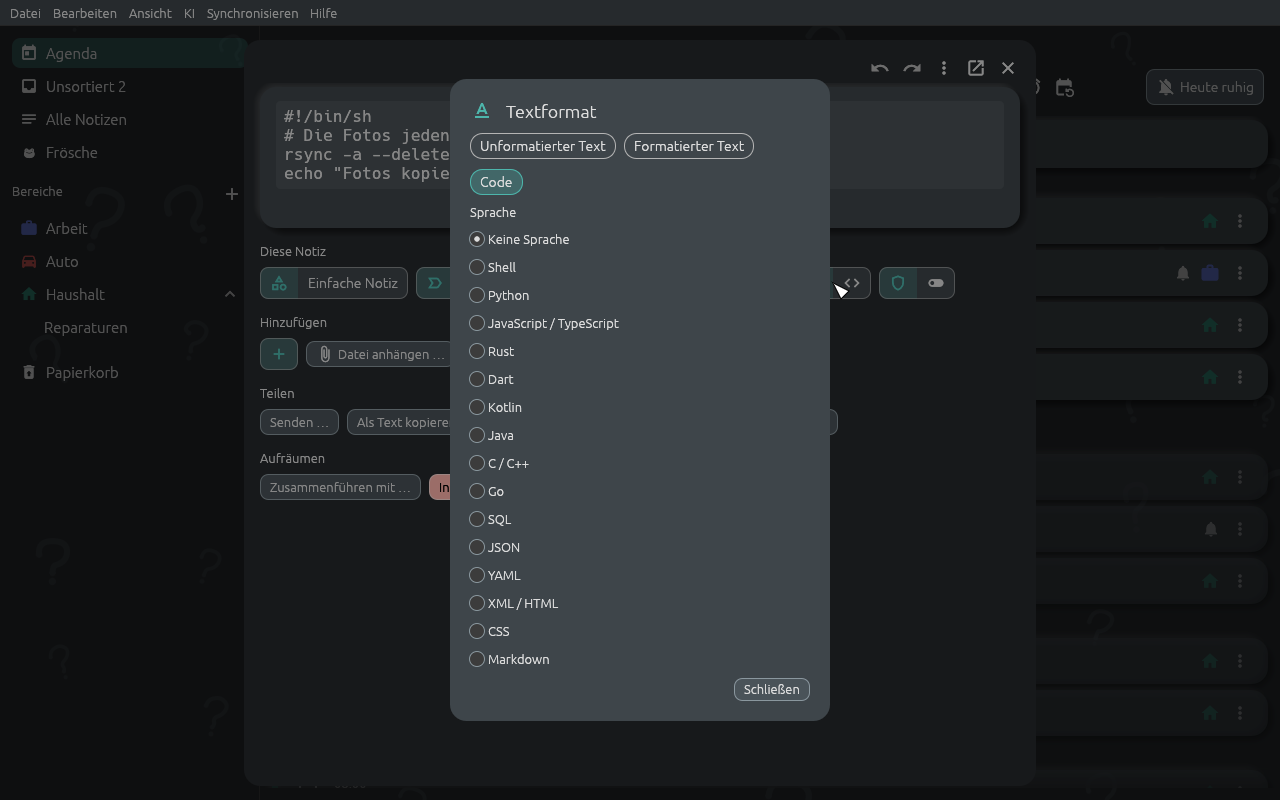 Datei Bearbeiten Ansicht KI Synchronisieren Hilfe
Agenda
Unsortiert 2
Alle Notizen
Frösche
Bereiche
Arbeit
Auto
Haushalt
Reparaturen
Papierkorb
Heute ruhig
#!/bin/sh
# Die Fotos jeden
rsync -a --delete
echo "Fotos kopie
Diese Notiz
Einfache Notiz
Hinzufügen
Datei anhängen …
Teilen
Senden …
Als Text kopieren
Aufräumen
Zusammenführen mit …
In
Textformat
Unformatierter Text
Formatierter Text
Code
Sprache
Keine Sprache
Shell
Python
JavaScript / TypeScript
Rust
Dart
Kotlin
Java
C / C++
Go
SQL
JSON
YAML
XML / HTML
CSS
Markdown
Schließen